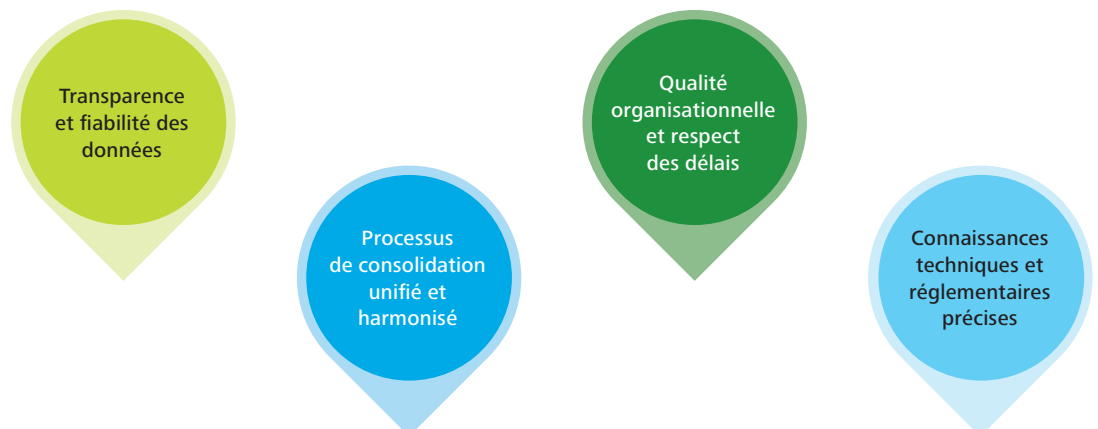 Transparence
et fiabilité des
données
Processus
de consolidation
unifié et
harmonisé
Qualité
organisationnelle
et respect
des délais
Connaissances
techniques et
réglementaires
précises